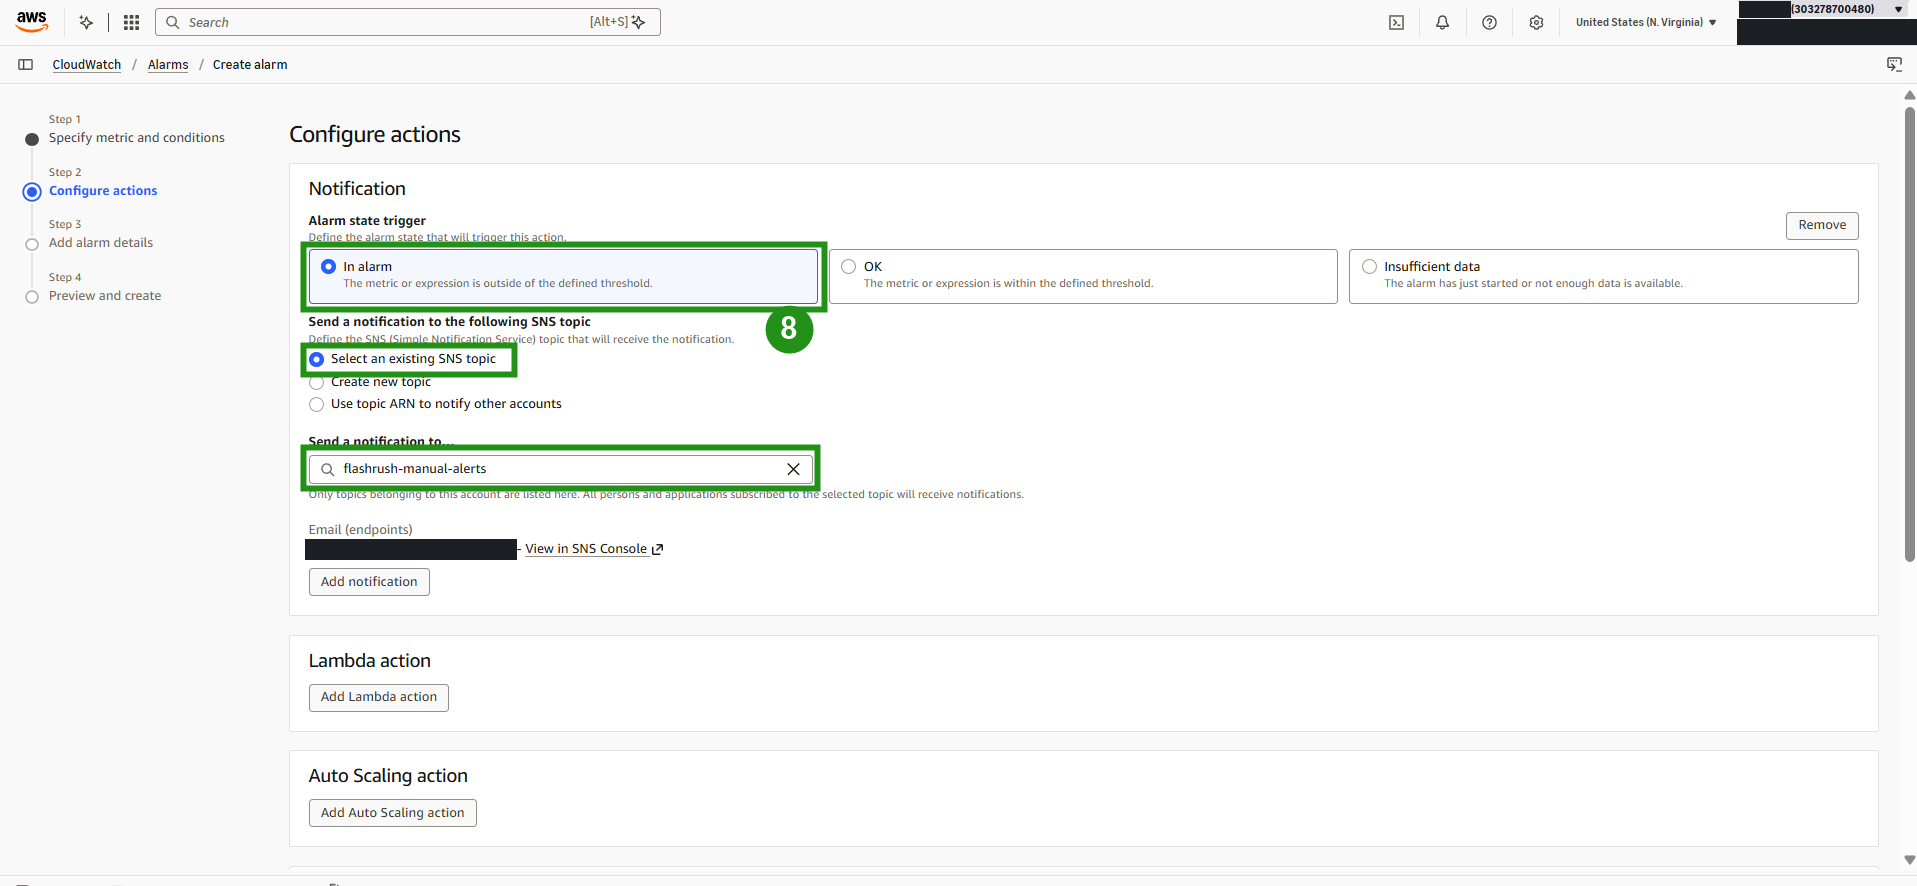 aws
Search [Alt+S]
United States (N. Virginia)
(303278700480)
CloudWatch / Alarms / Create alarm
Step 1
Specify metric and conditions
Step 2
Configure actions
Step 3
Add alarm details
Step 4
Preview and create
Configure actions
Notification
Alarm state trigger
Define the alarm state that will trigger this action.
Remove
In alarm
The metric or expression is outside of the defined threshold.
OK
The metric or expression is within the defined threshold.
Insufficient data
The alarm has just started or not enough data is available.
8
Send a notification to the following SNS topic
Define the SNS (Simple Notification Service) topic that will receive the notification.
Select an existing SNS topic
Create new topic
Use topic ARN to notify other accounts
Send a notification to...
flashrush-manual-alerts
Only topics belonging to this account are listed here. All persons and applications subscribed to the selected topic will receive notifications.
Email (endpoints)
- View in SNS Console
Add notification
Lambda action
Add Lambda action
Auto Scaling action
Add Auto Scaling action